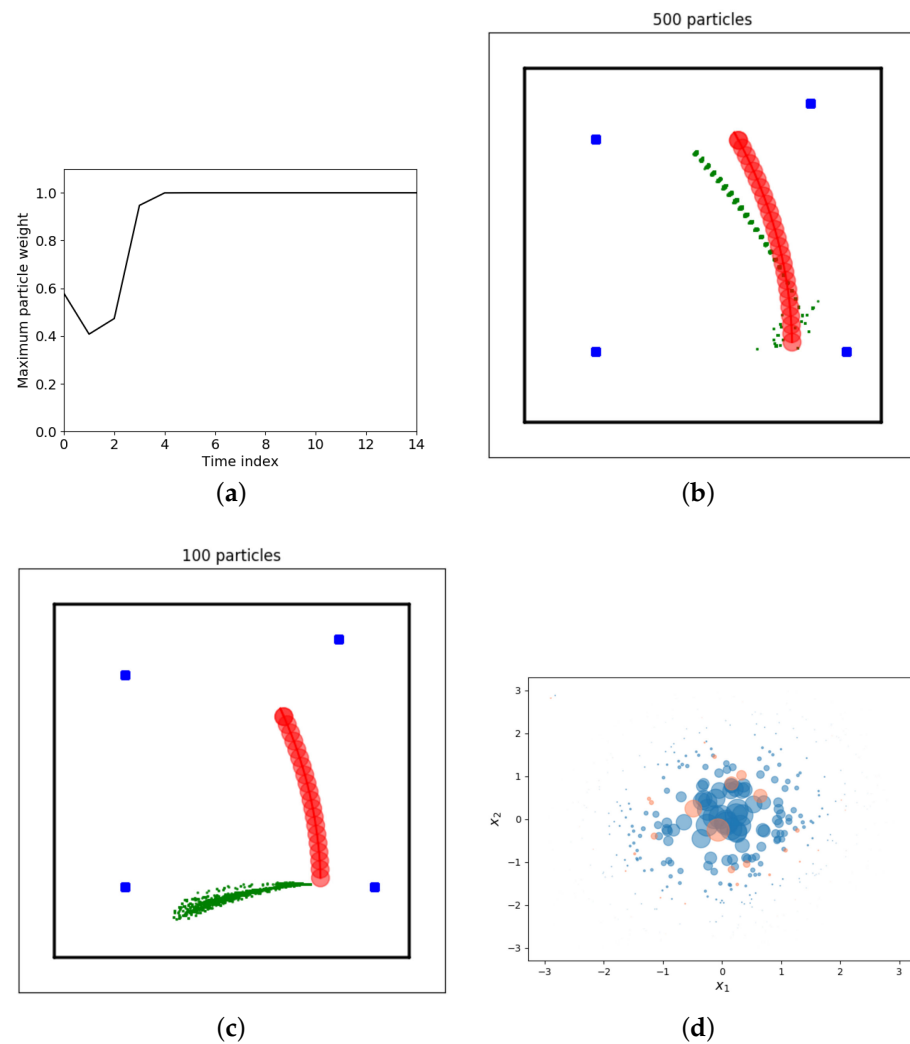 500 particles
Maximum particle weight
1.0
0.8
0.6
0.4
0.2
0.0
0 2 4 6 8 10 12 14
Time index
(a)
(b)
100 particles
(c)
x₂
3
2
1
0
−1
−2
−3
−3 −2 −1 0 1 2 3
x₁
(d)